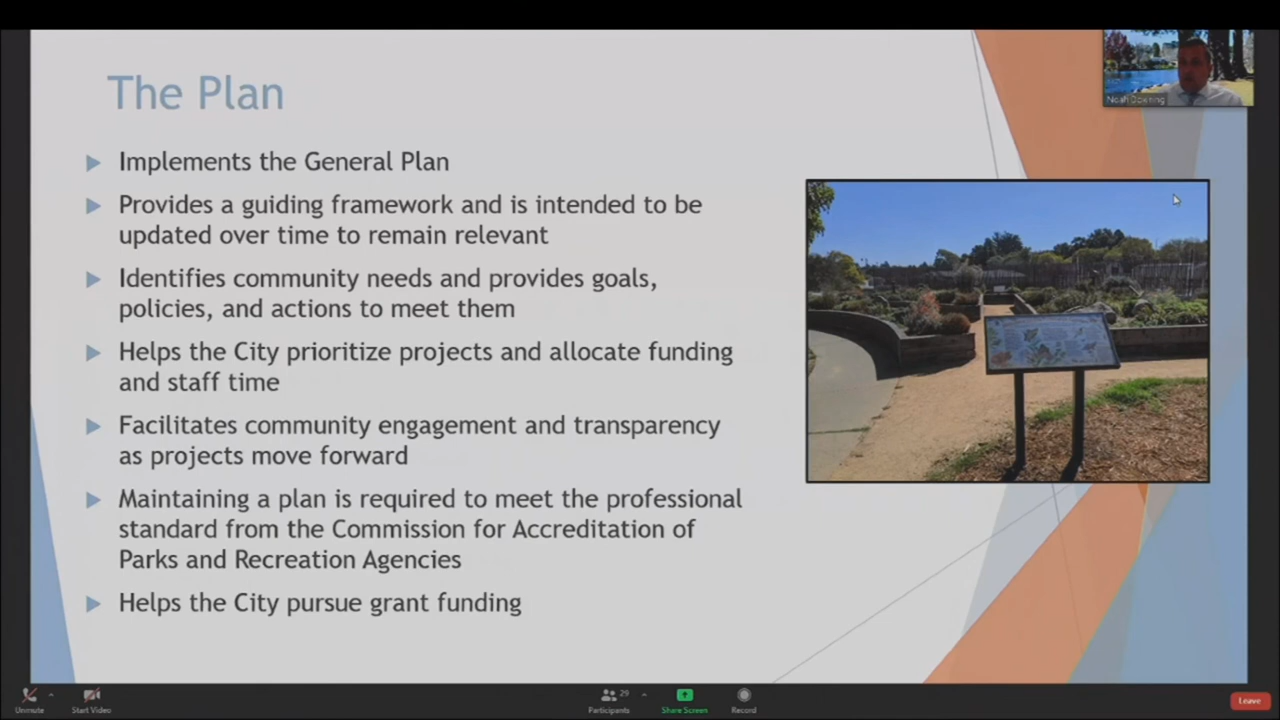 The Plan
Implements the General Plan
Provides a guiding framework and is intended to be
updated over time to remain relevant
Identifies community needs and provides goals,
policies, and actions to meet them
Helps the City prioritize projects and allocate funding
and staff time
Facilitates community engagement and transparency
as projects move forward
Maintaining a plan is required to meet the professional
standard from the Commission for Accreditation of
Parks and Recreation Agencies
Helps the City pursue grant funding
Noah Downing
Unmute
Start Video
29
Participants
Share Screen
Record
Leave